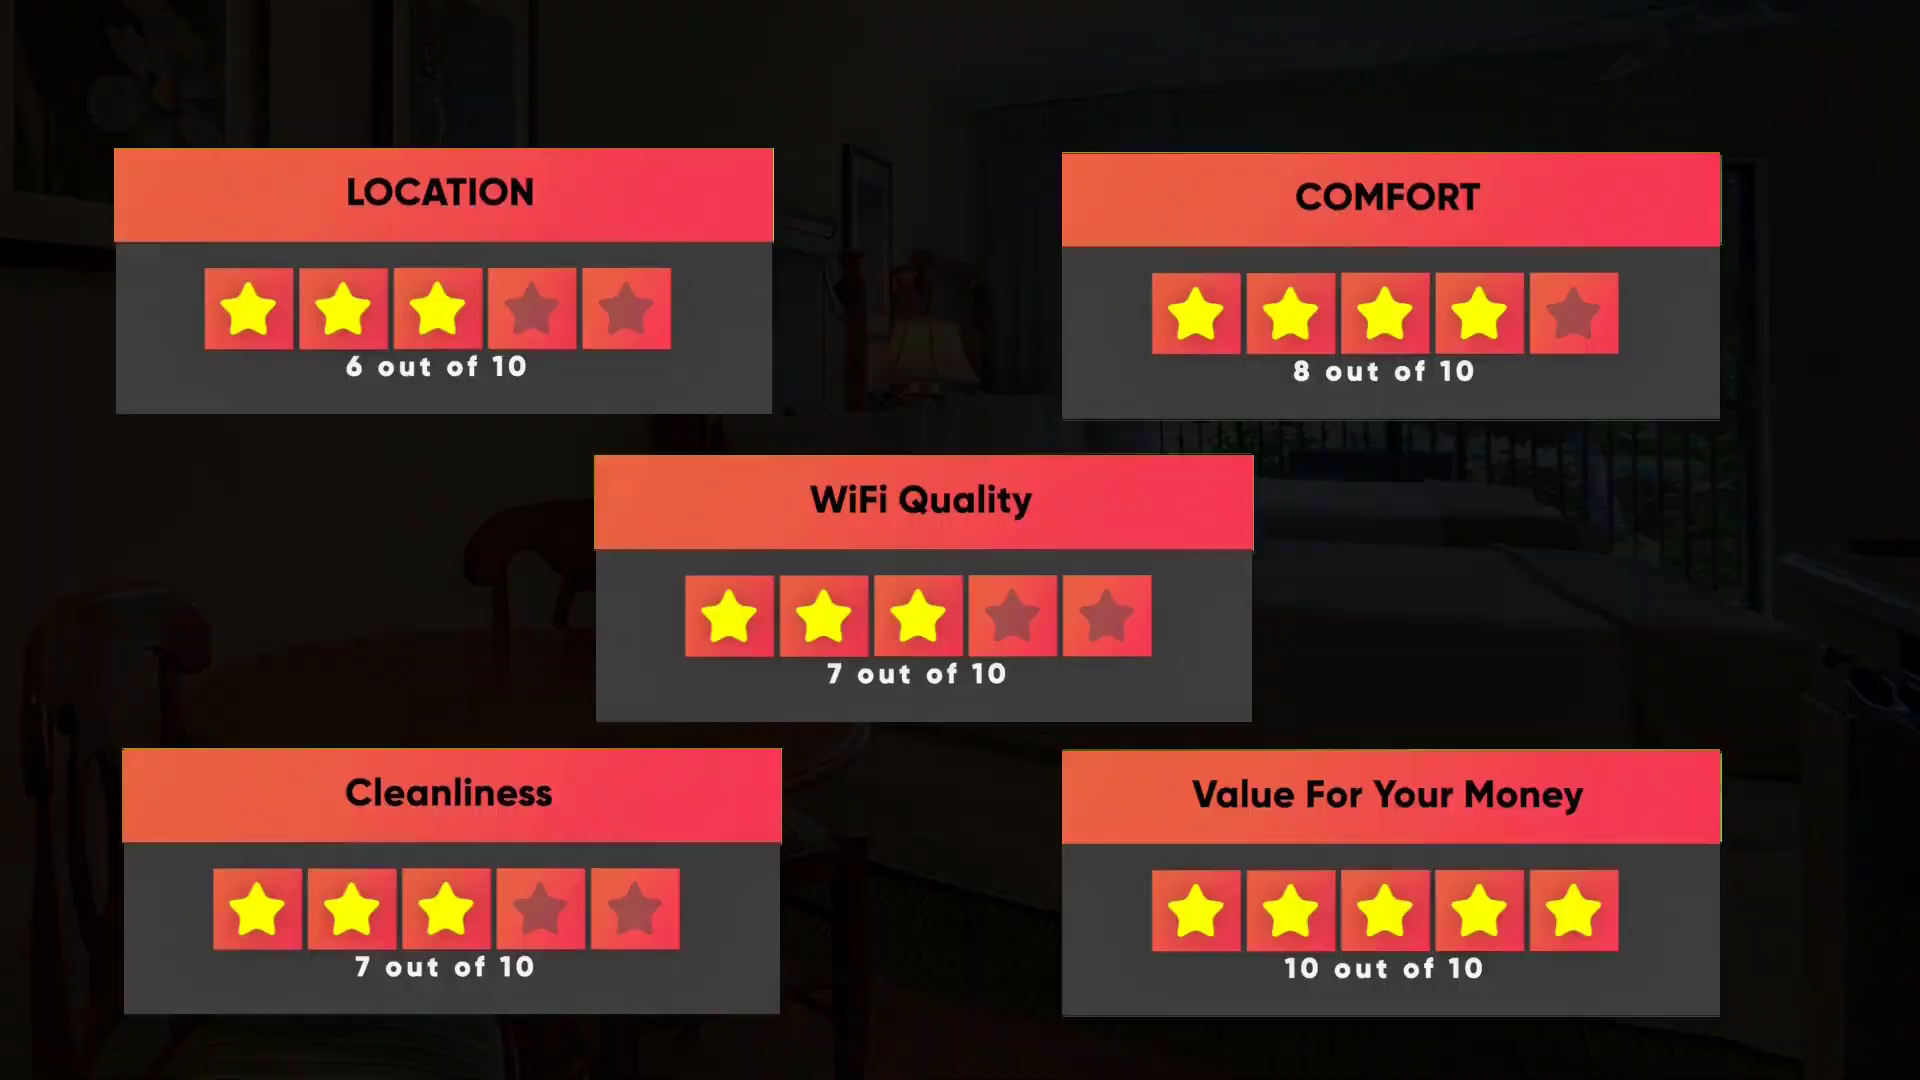 LOCATION
6 out of 10
COMFORT
8 out of 10
WiFi Quality
7 out of 10
Cleanliness
7 out of 10
Value For Your Money
10 out of 10